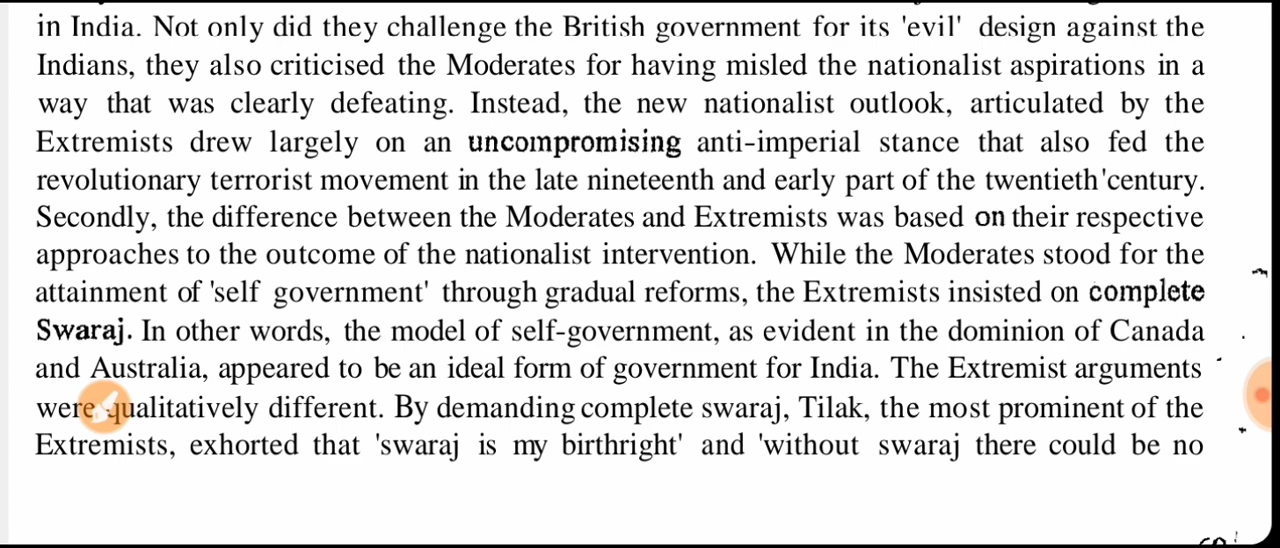 in India. Not only did they challenge the British government for its 'evil' design against the
Indians, they also criticised the Moderates for having misled the nationalist aspirations in a
way that was clearly defeating. Instead, the new nationalist outlook, articulated by the
Extremists drew largely on an uncompromising anti-imperial stance that also fed the
revolutionary terrorist movement in the late nineteenth and early part of the twentieth'century.
Secondly, the difference between the Moderates and Extremists was based on their respective
approaches to the outcome of the nationalist intervention. While the Moderates stood for the
attainment of 'self government' through gradual reforms, the Extremists insisted on complete
Swaraj. In other words, the model of self-government, as evident in the dominion of Canada
and Australia, appeared to be an ideal form of government for India. The Extremist arguments
were qualitatively different. By demanding complete swaraj, Tilak, the most prominent of the
Extremists, exhorted that 'swaraj is my birthright' and 'without swaraj there could be no